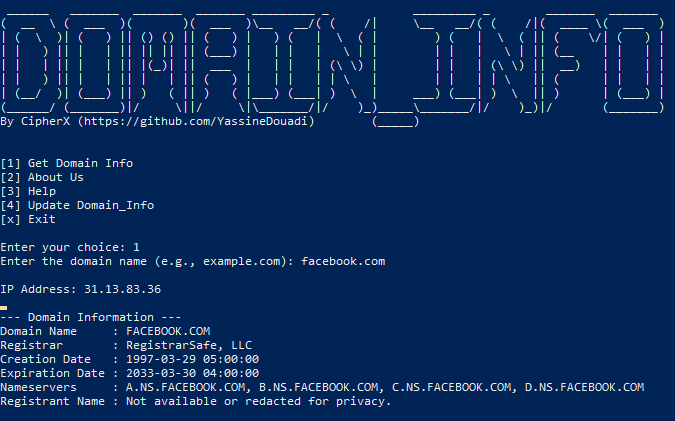 DOMAIN_INFO
By CipherX (https://github.com/YassineDouadi)
[1] Get Domain Info
[2] About Us
[3] Help
[4] Update Domain_Info
[x] Exit
Enter your choice: 1
Enter the domain name (e.g., example.com): facebook.com
IP Address: 31.13.83.36
--- Domain Information ---
Domain Name     : FACEBOOK.COM
Registrar       : RegistrarSafe, LLC
Creation Date   : 1997-03-29 05:00:00
Expiration Date : 2033-03-30 04:00:00
Nameservers     : A.NS.FACEBOOK.COM, B.NS.FACEBOOK.COM, C.NS.FACEBOOK.COM, D.NS.FACEBOOK.COM
Registrant Name : Not available or redacted for privacy.